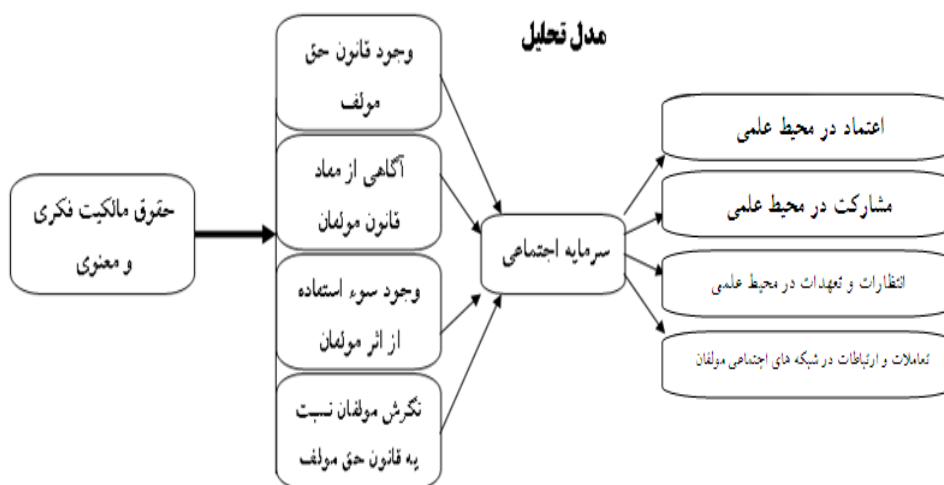 مدل تحلیل
حقوق مالکیت فکری
و معنوی
وجود قانون حق
مولف
آگاهی از مفاد
قانون مولفان
وجود سوء استفاده
از اثر مولفان
نگرش مولفان نسبت
به قانون حق مولف
سرمایه اجتماعی
اعتماد در محیط علمی
مشارکت در محیط علمی
انتظارات و تعهدات در محیط علمی
تعاملات و ارتباطات در شبکه های اجتماعی مولفان